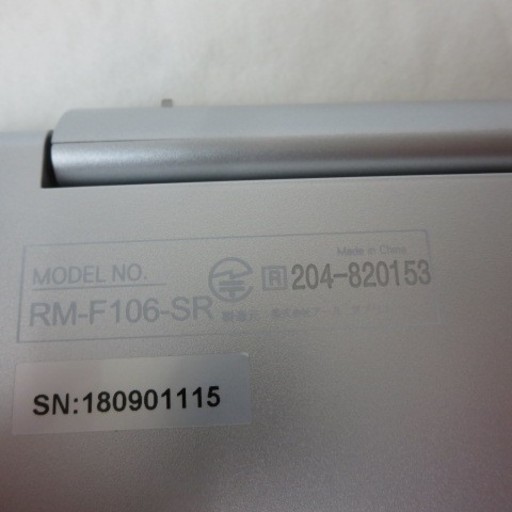 Made in China
MODEL NO.
R 204-820153
RM-F106-SR
SN:180901115